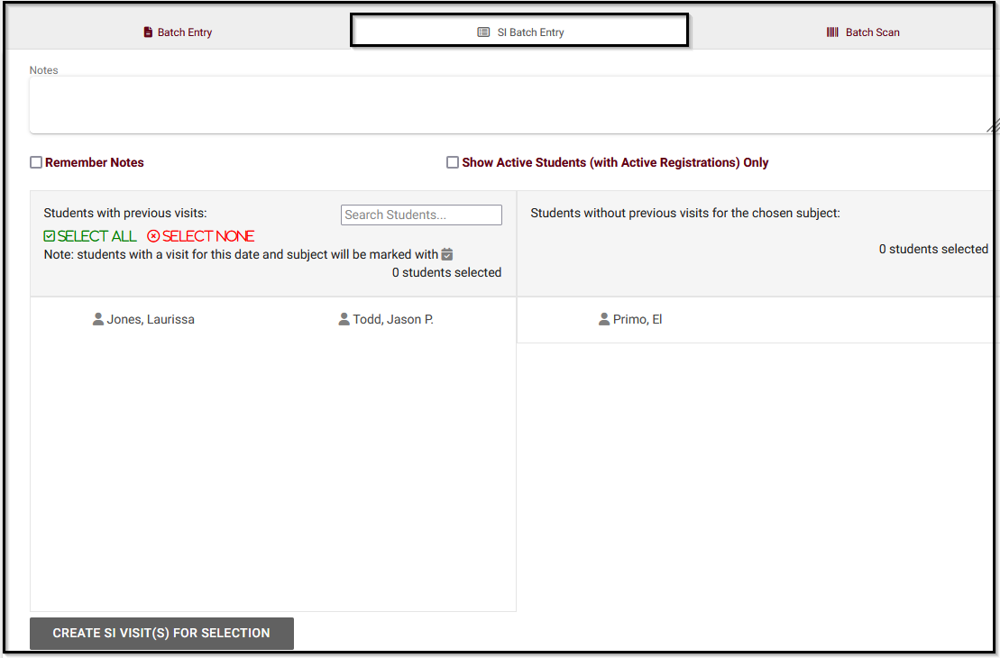 Batch Entry
SI Batch Entry
Batch Scan
Notes
Remember Notes
Show Active Students (with Active Registrations) Only
Students with previous visits:
Search Students...
SELECT ALL
SELECT NONE
Note: students with a visit for this date and subject will be marked with
0 students selected
Students without previous visits for the chosen subject:
0 students selected
Jones, Laurissa
Todd, Jason P.
Primo, El
CREATE SI VISIT(S) FOR SELECTION